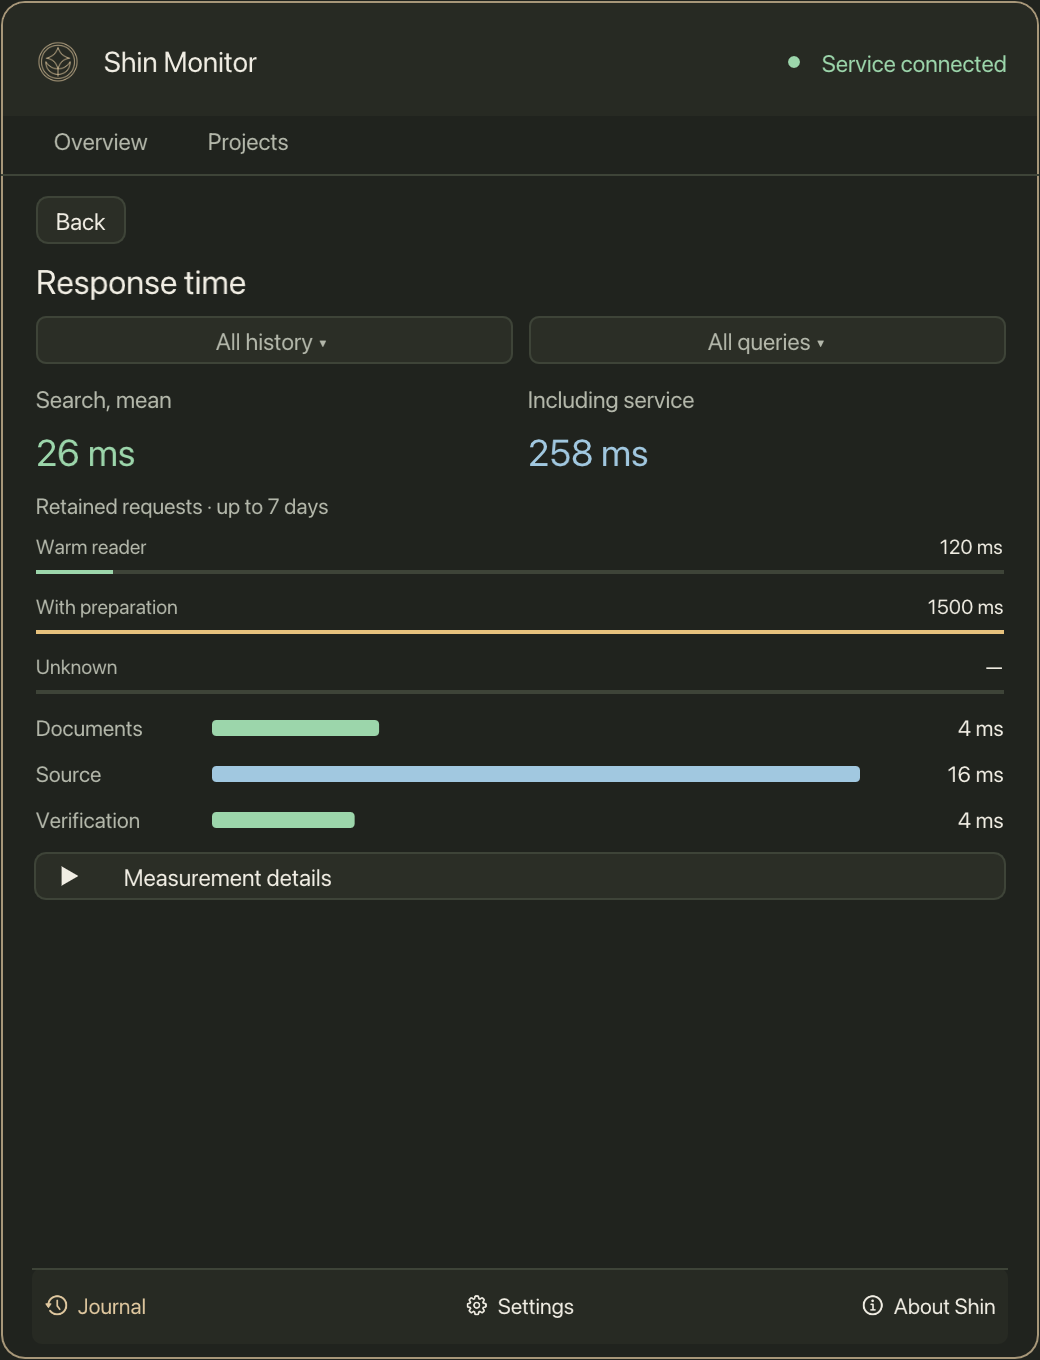 Shin Monitor
Service connected
Overview
Projects
Back
Response time
All history ▾
All queries ▾
Search, mean
Including service
26 ms
258 ms
Retained requests · up to 7 days
Warm reader
120 ms
With preparation
1500 ms
Unknown
—
Documents
4 ms
Source
16 ms
Verification
4 ms
Measurement details
Journal
Settings
About Shin